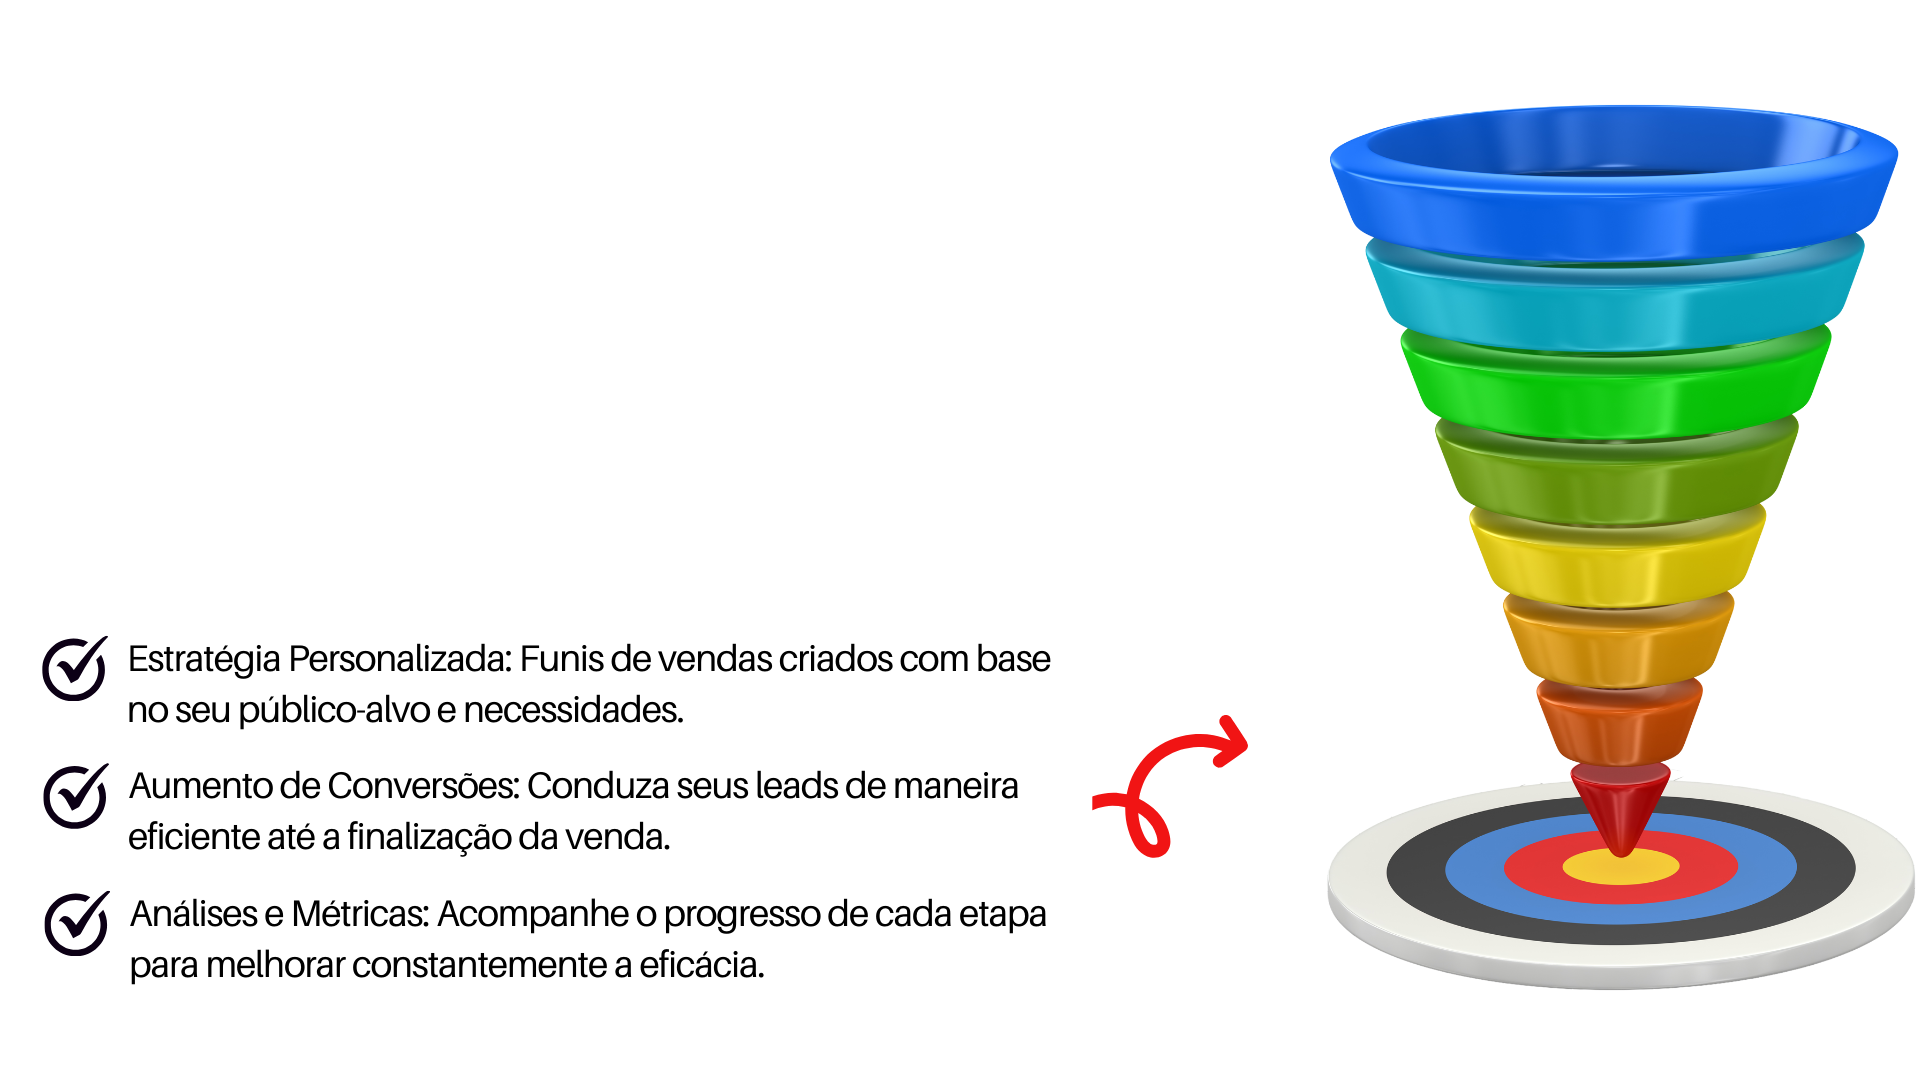 Estratégia Personalizada: Funis de vendas criados com base
no seu público-alvo e necessidades.
Aumento de Conversões: Conduza seus leads de maneira
eficiente até a finalização da venda.
Análises e Métricas: Acompanhe o progresso de cada etapa
para melhorar constantemente a eficácia.